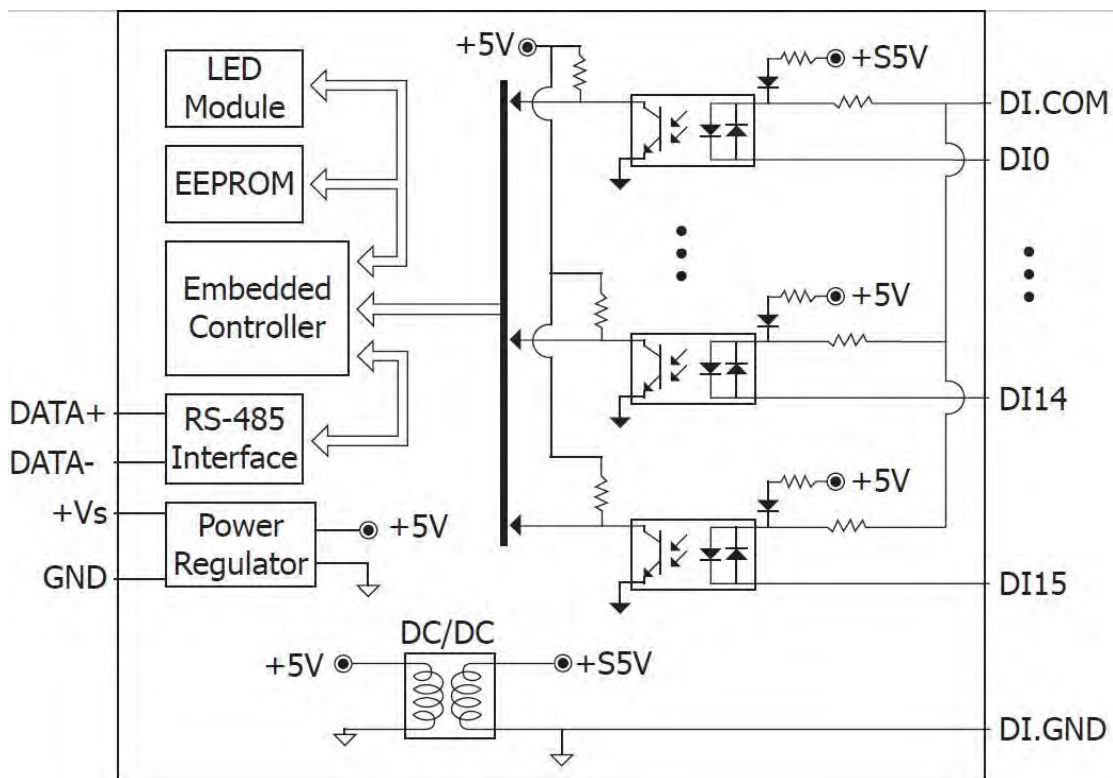 LED
Module
EEPROM
Embedded
Controller
DATA+
DATA-
RS-485
Interface
+Vs
GND
Power
Regulator
+5V
+5V
+S5V
DI.COM
DI0
+5V
DI14
+5V
DI15
DC/DC
+5V
+S5V
DI.GND